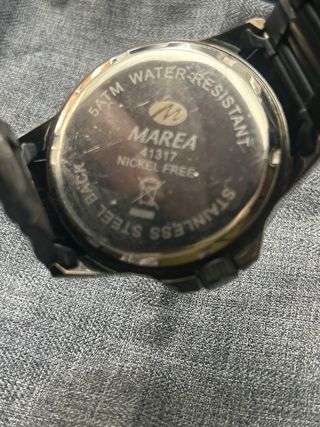 5ATM WATER-RESISTANT
M
MAREA
41317
NICKEL FREE
STAINLESS STEEL BACK